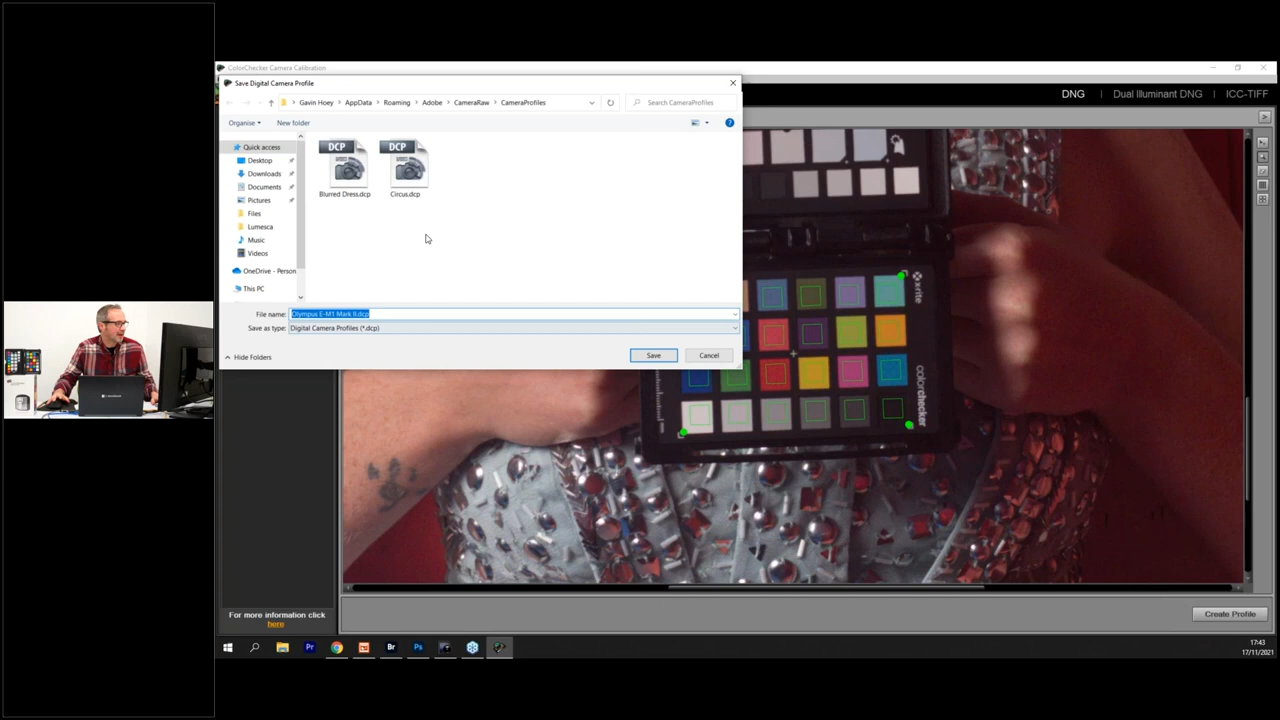 ColorChecker Camera Calibration
Save Digital Camera Profile
Gavin Hoey > AppData > Roaming > Adobe > CameraRaw > CameraProfiles
Search CameraProfiles
DNG | Dual Illuminant DNG | ICC-TIFF
Organise
New folder
Quick access
Desktop
Downloads
Documents
Pictures
Files
Lumesca
Music
Videos
OneDrive - Person
This PC
DCP
DCP
Blurred Dress.dcp
Circus.dcp
File name:
Olympus E-M1 Mark II.dcp
Save as type:
Digital Camera Profiles (*.dcp)
Hide Folders
Save
Cancel
x-rite
colorchecker
For more information click
here
Create Profile
Pr
Br
Ps
17:43
17/11/2021